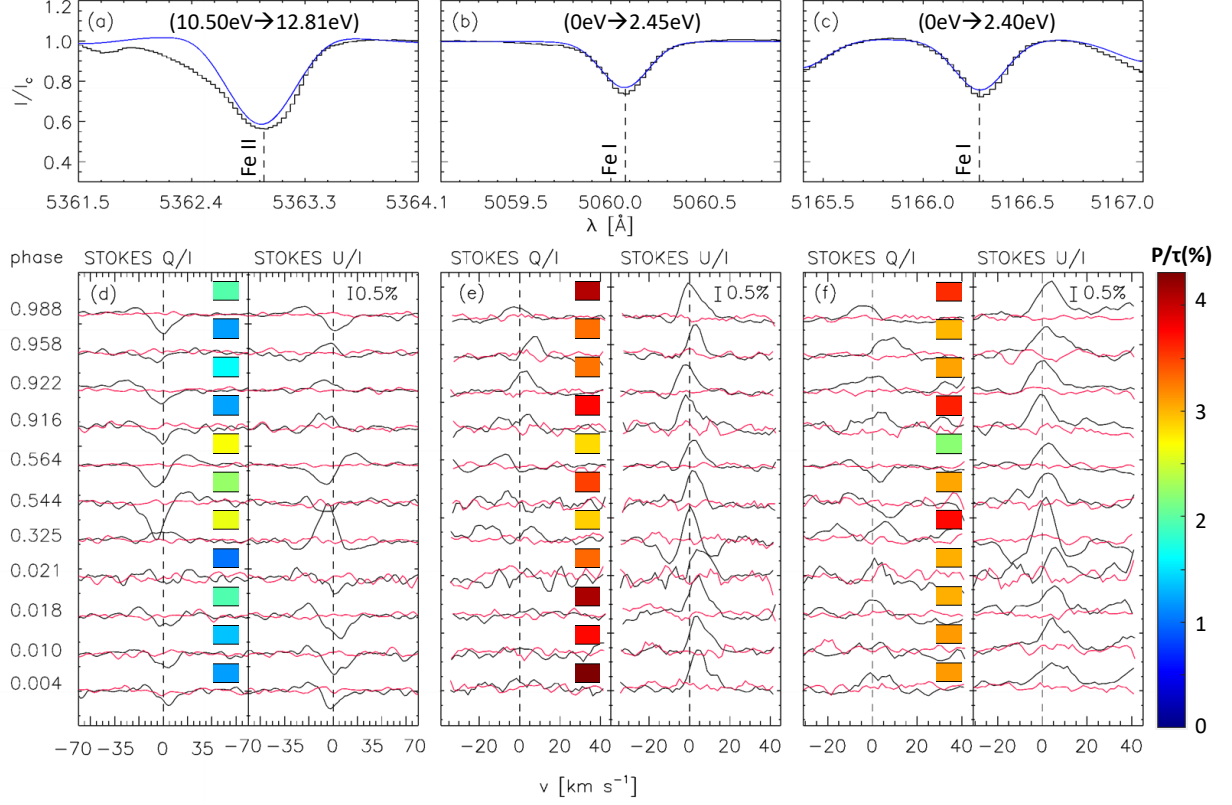 (a) (10.50eV→12.81eV)
(b) (0eV→2.45eV)
(c) (0eV→2.40eV)
I/Ic
1.0
0.8
0.6
0.4
Fe II
Fe I
Fe I
5361.5 5362.4 5363.3 5364.1 5059.5 5060.0 5060.5 5165.5 5166.0 5166.5 5167.0
λ [Å]
phase STOKES Q/I STOKES U/I STOKES Q/I STOKES U/I STOKES Q/I STOKES U/I P/τ(%)
(d) 0.5% (e) 0.5% (f) 0.5%
0.988
0.958
0.922
0.916
0.564
0.544
0.325
0.021
0.018
0.010
0.004
4
3
2
1
0
−70 −35 0 35 −70 −35 0 35 70 −20 0 20 40 −20 0 20 40 −20 0 20 40 −20 0 20 40
v [km s−1]